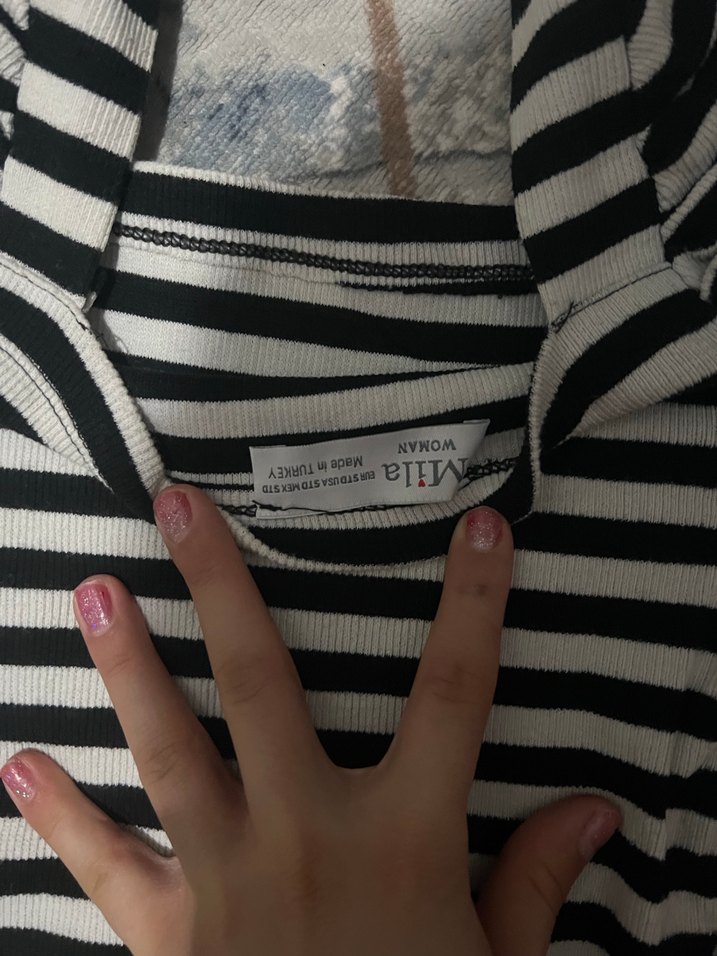 Mila
WOMAN
EUR STD USA STD MEX STD
Made in TURKEY